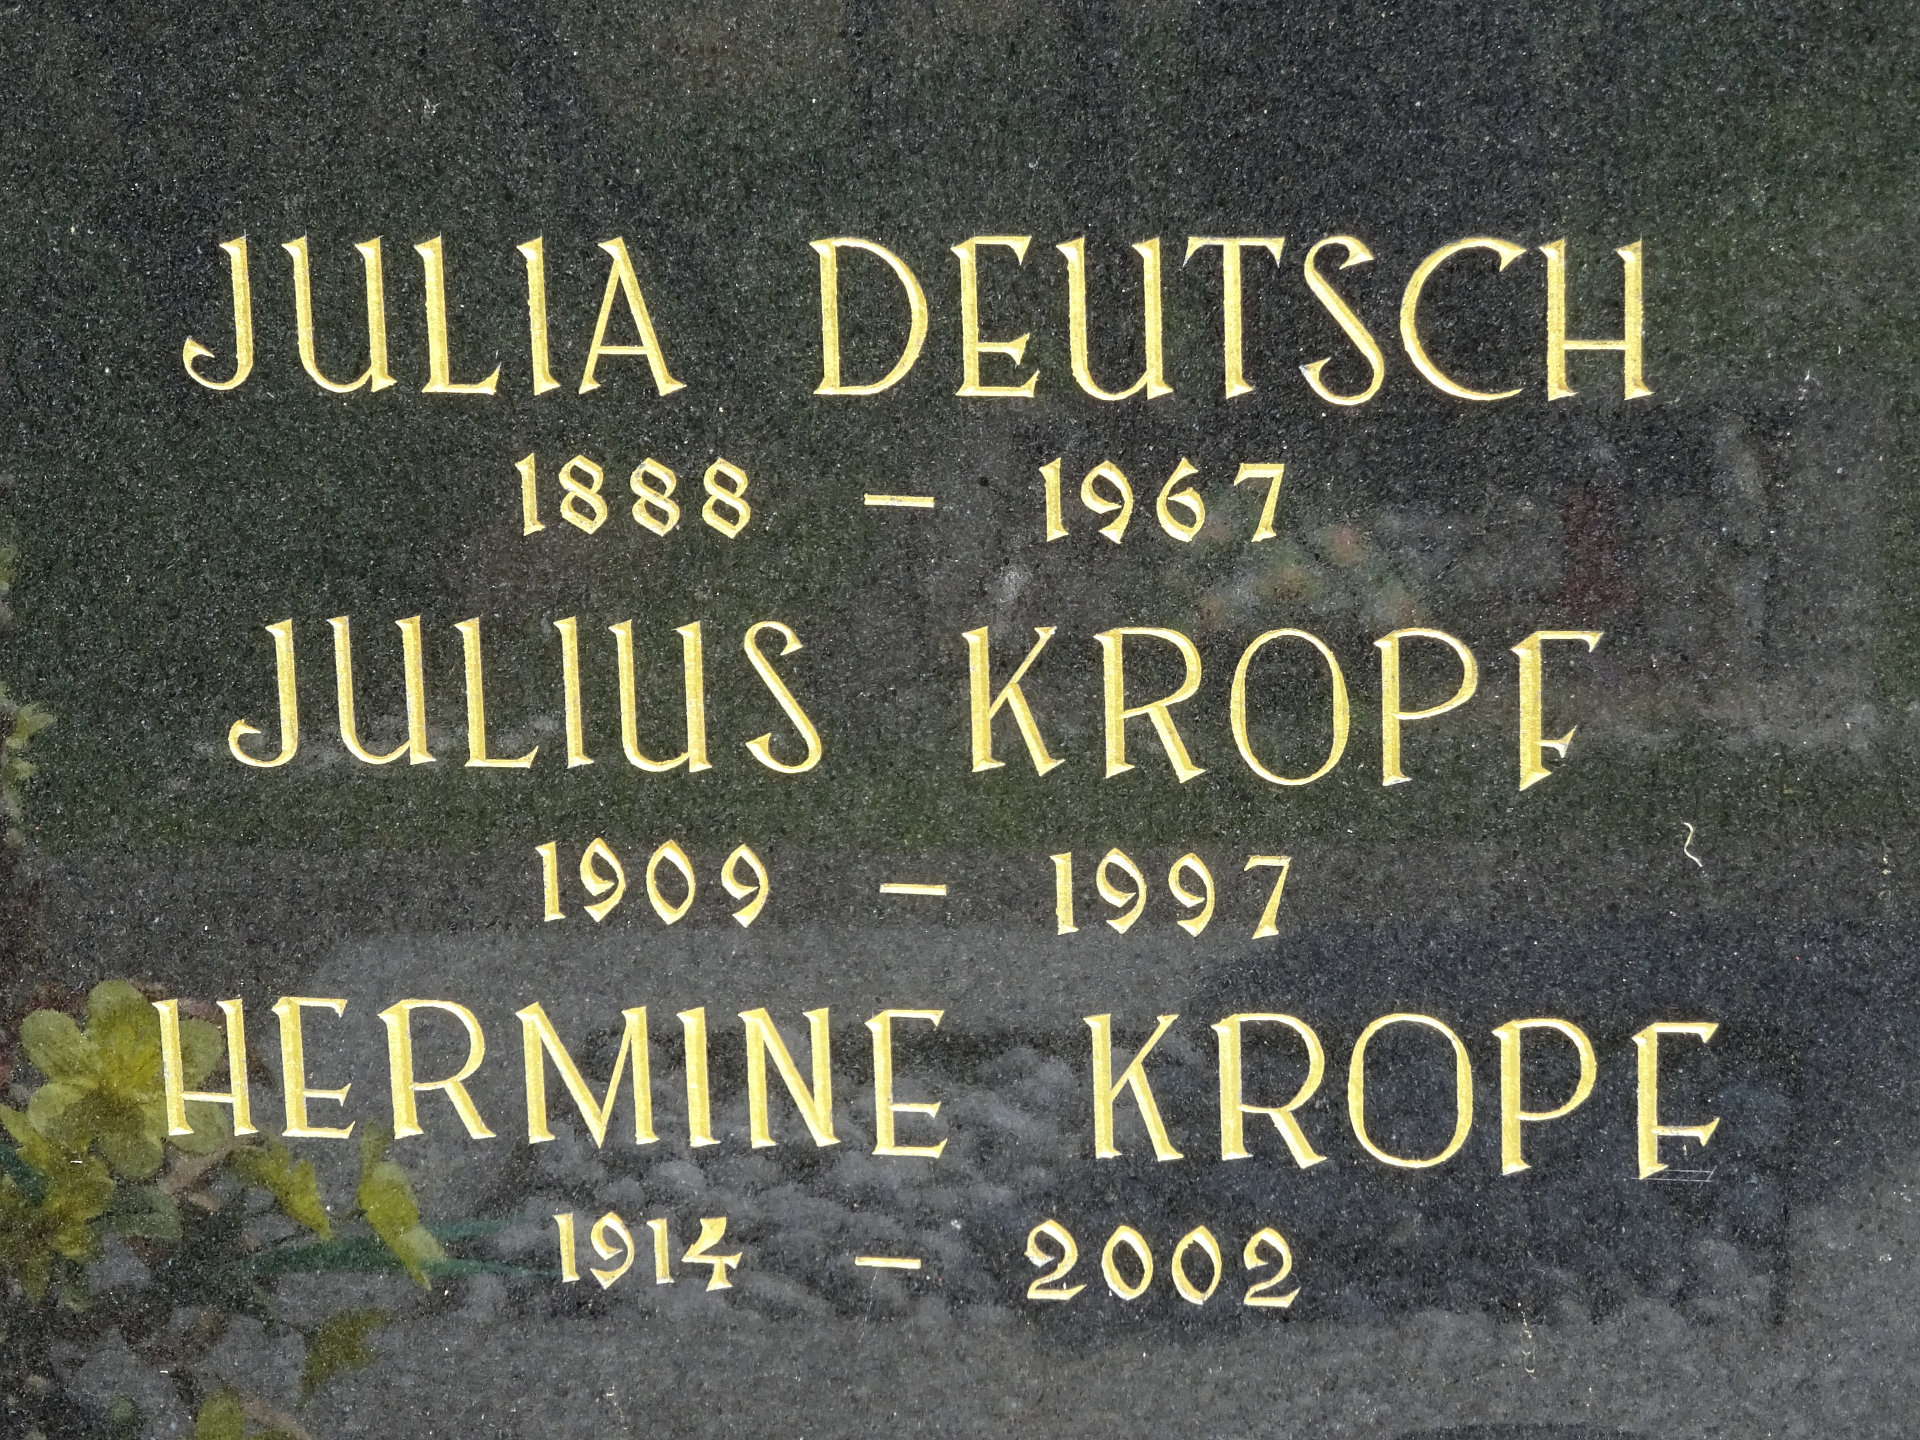 JULIA DEUTSCH
1888 – 1967
JULIUS KROPF
1909 – 1997
HERMINE KROPF
1914 – 2002